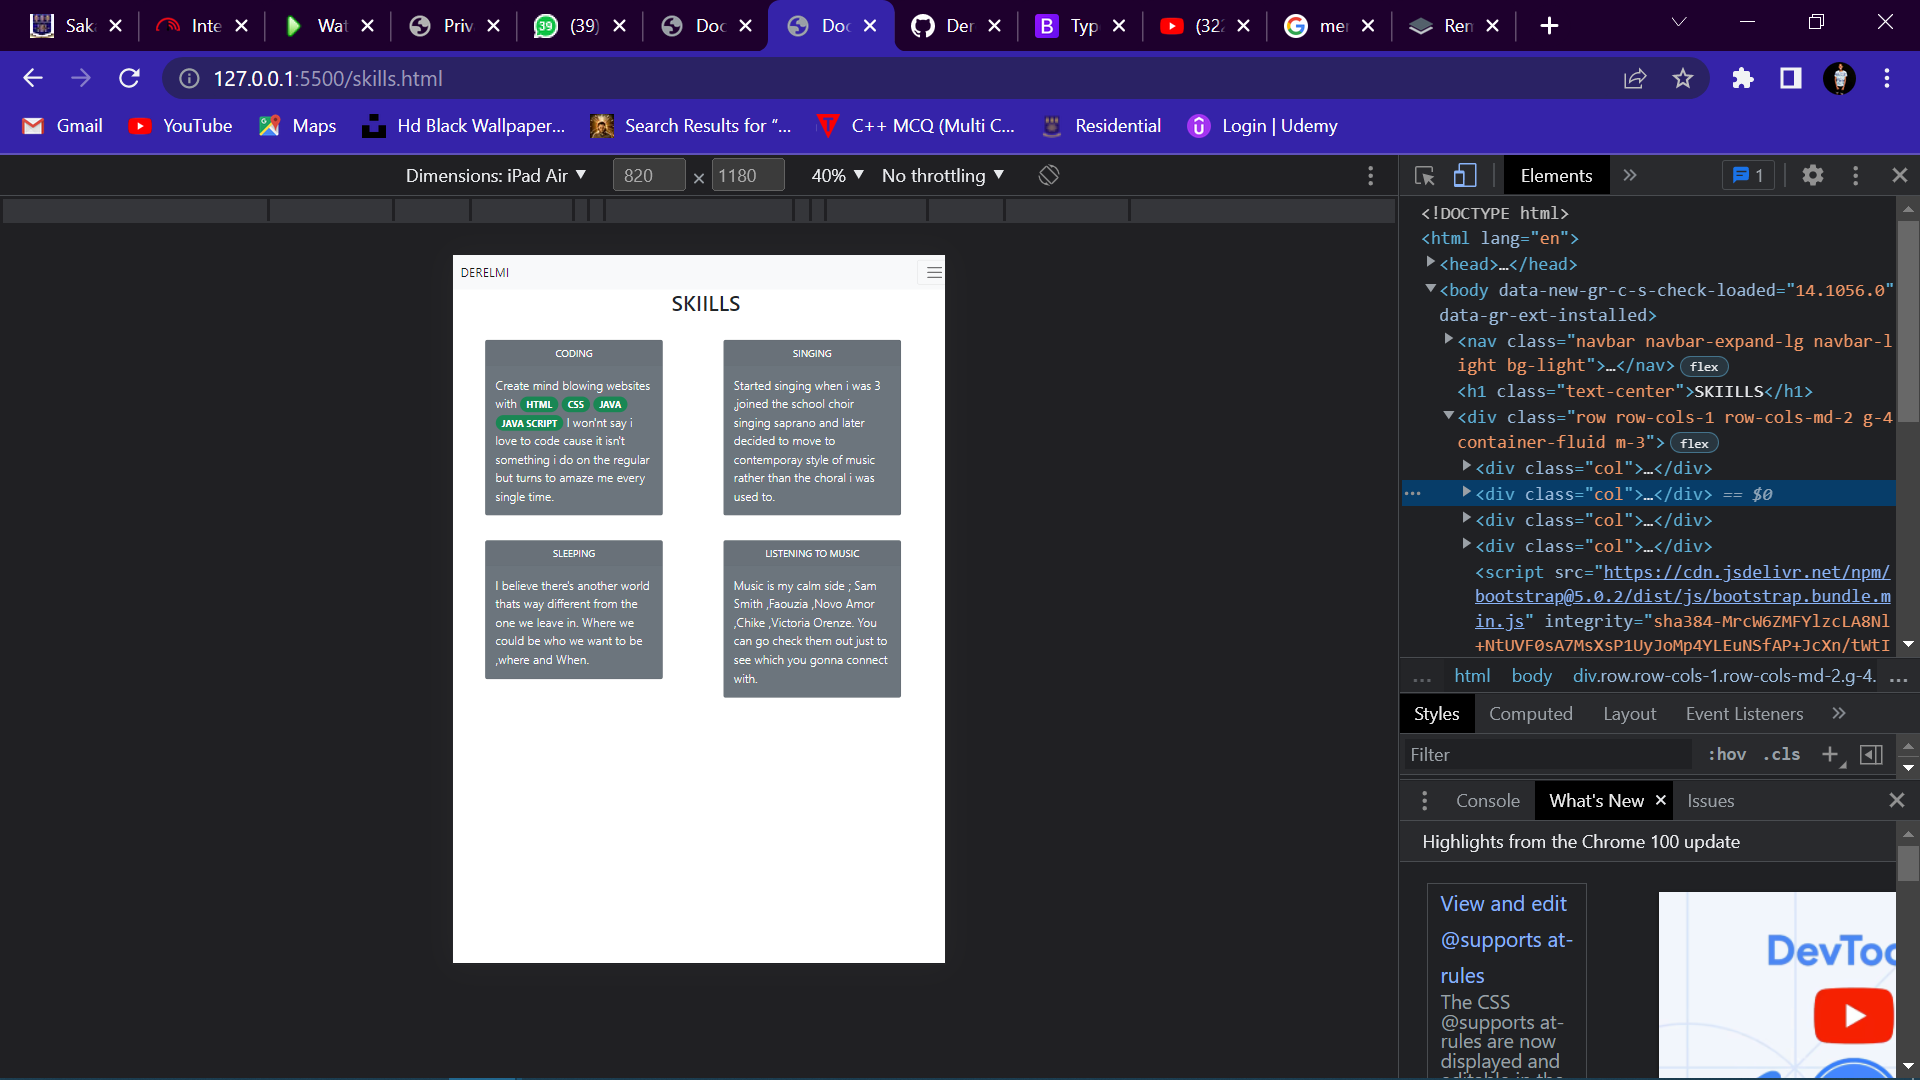 Sak Inte Wat Priv (39) Doc Doc Der Typ (322 me Ren
127.0.0.1:5500/skills.html
Gmail YouTube Maps Hd Black Wallpaper... Search Results for “... C++ MCQ (Multi C... Residential Login | Udemy
Dimensions: iPad Air 820 × 1180 40% No throttling
DERELMI
SKIILLS
CODING
Create mind blowing websites
with HTML CSS JAVA
JAVA SCRIPT I won'nt say i
love to code cause it isn't
something i do on the regular
but turns to amaze me every
single time.
SINGING
Started singing when i was 3
,joined the school choir
singing saprano and later
decided to move to
contemporay style of music
rather than the choral i was
used to.
SLEEPING
I believe there's another world
thats way different from the
one we leave in. Where we
could be who we want to be
,where and When.
LISTENING TO MUSIC
Music is my calm side ; Sam
Smith ,Faouzia ,Novo Amor
,Chike ,Victoria Orenze. You
can go check them out just to
see which you gonna connect
with.
Elements 1
<!DOCTYPE html>
<html lang="en">
<head>…</head>
<body data-new-gr-c-s-check-loaded="14.1056.0"
data-gr-ext-installed>
<nav class="navbar navbar-expand-lg navbar-l
ight bg-light">…</nav> flex
<h1 class="text-center">SKIILLS</h1>
<div class="row row-cols-1 row-cols-md-2 g-4
container-fluid m-3"> flex
<div class="col">…</div>
<div class="col">…</div> == $0
<div class="col">…</div>
<div class="col">…</div>
<script src="https://cdn.jsdelivr.net/npm/
bootstrap@5.0.2/dist/js/bootstrap.bundle.m
in.js" integrity="sha384-MrcW6ZMFYlzcLA8Nl
+NtUVF0sA7MsXsP1UyJoMp4YLEuNSfAP+JcXn/tWtI
... html body div.row.row-cols-1.row-cols-md-2.g-4. ...
Styles Computed Layout Event Listeners
Filter :hov .cls
Console What's New Issues
Highlights from the Chrome 100 update
View and edit
@supports at-
rules
The CSS
@supports at-
rules are now
displayed and
editable in the
DevToo